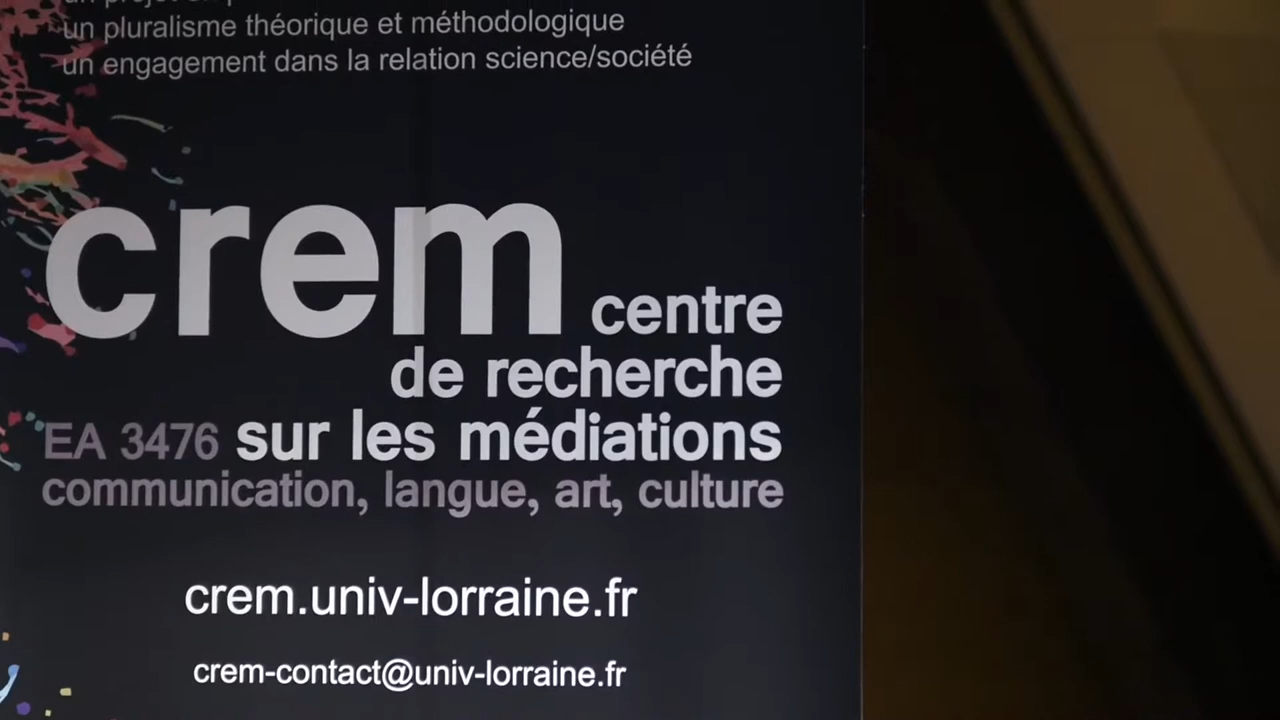 un pluralisme théorique et méthodologique
un engagement dans la relation science/société
crem centre
de recherche
EA 3476 sur les médiations
communication, langue, art, culture
crem.univ-lorraine.fr
crem-contact@univ-lorraine.fr